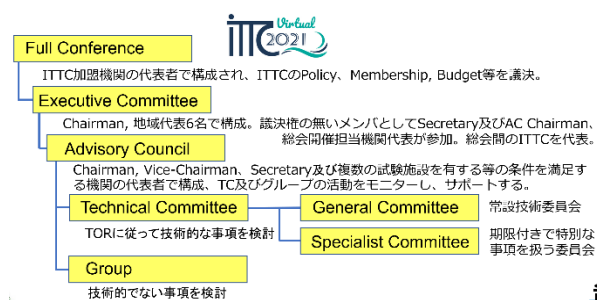 ITTC Virtual 2021
Full Conference
ITTC加盟機関の代表者で構成され、ITTCのPolicy、Membership, Budget等を議決。
Executive Committee
Chairman, 地域代表6名で構成。議決権の無いメンバとしてSecretary及びAC Chairman、
総会開催担当機関代表が参加。総会間のITTCを代表。
Advisory Council
Chairman、Vice-Chairman、Secretary及び複数の試験施設を有する等の条件を満足す
る機関の代表者で構成、TC及びグループの活動をモニターし、サポートする。
Technical Committee
General Committee
常設技術委員会
TORに従って技術的な事項を検討
Specialist Committee
期限付きで特別な
事項を扱う委員会
Group
技術的でない事項を検討